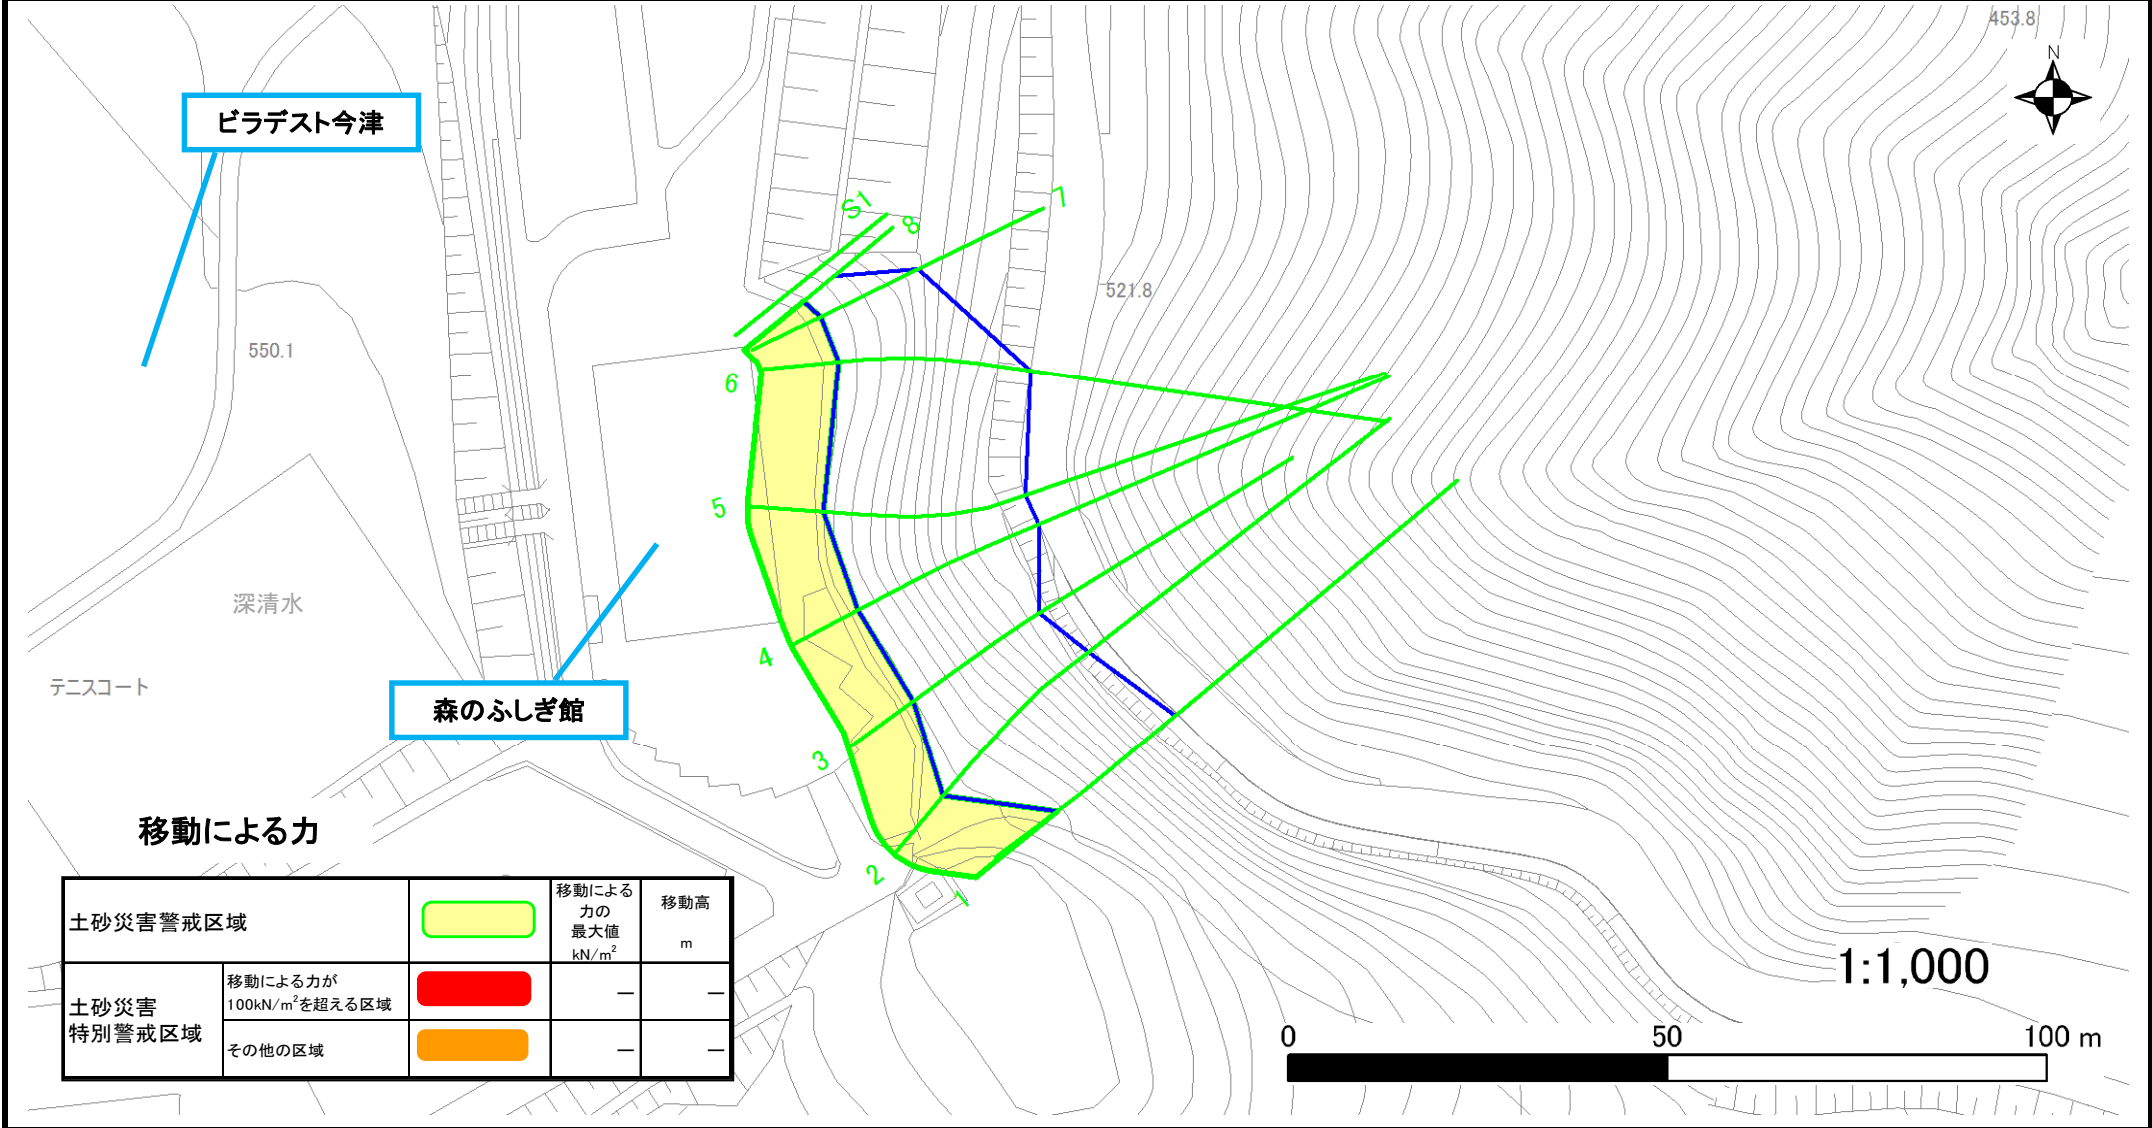 453.8
N
ビラデスト今津
S1
8
7
521.8
550.1
6
5
深清水
4
テニスコート
森のふしぎ館
3
2
1
移動による力
土砂災害警戒区域
移動による
力の
最大値
kN/m²
移動高
m
土砂災害
特別警戒区域
移動による力が
100kN/m²を超える区域
－
－
その他の区域
－
－
1:1,000
0
50
100 m